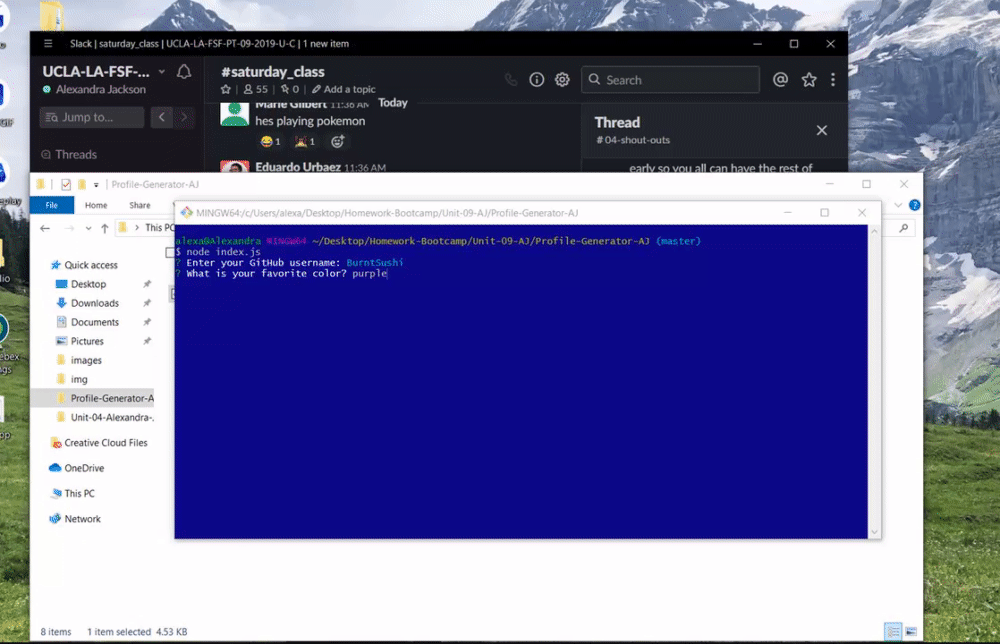 Slack | saturday_class | UCLA-LA-FSF-PT-09-2019-U-C | 1 new item
UCLA-LA-FSF-...
Alexandra Jackson
Jump to...
Threads
#saturday_class
55 | 0 | Add a topic
Search
Marie Gilbert 11:36 AM
Today
hes playing pokemon
1 1
Eduardo Urbaez 11:36 AM
Thread
# 04-shout-outs
early so you all can have the rest of
Profile-Generator-AJ
File Home Share
This PC
Quick access
Desktop
Downloads
Documents
Pictures
images
img
Profile-Generator-A
Unit-04-Alexandra-.
Creative Cloud Files
OneDrive
This PC
Network
8 items 1 item selected 4.53 KB
MINGW64:/c/Users/alexa/Desktop/Homework-Bootcamp/Unit-09-AJ/Profile-Generator-AJ
alexa@Alexandra MINGW64 ~/Desktop/Homework-Bootcamp/Unit-09-AJ/Profile-Generator-AJ (master)
$ node index.js
? Enter your GitHub username: BurntSushi
? What is your favorite color? purple